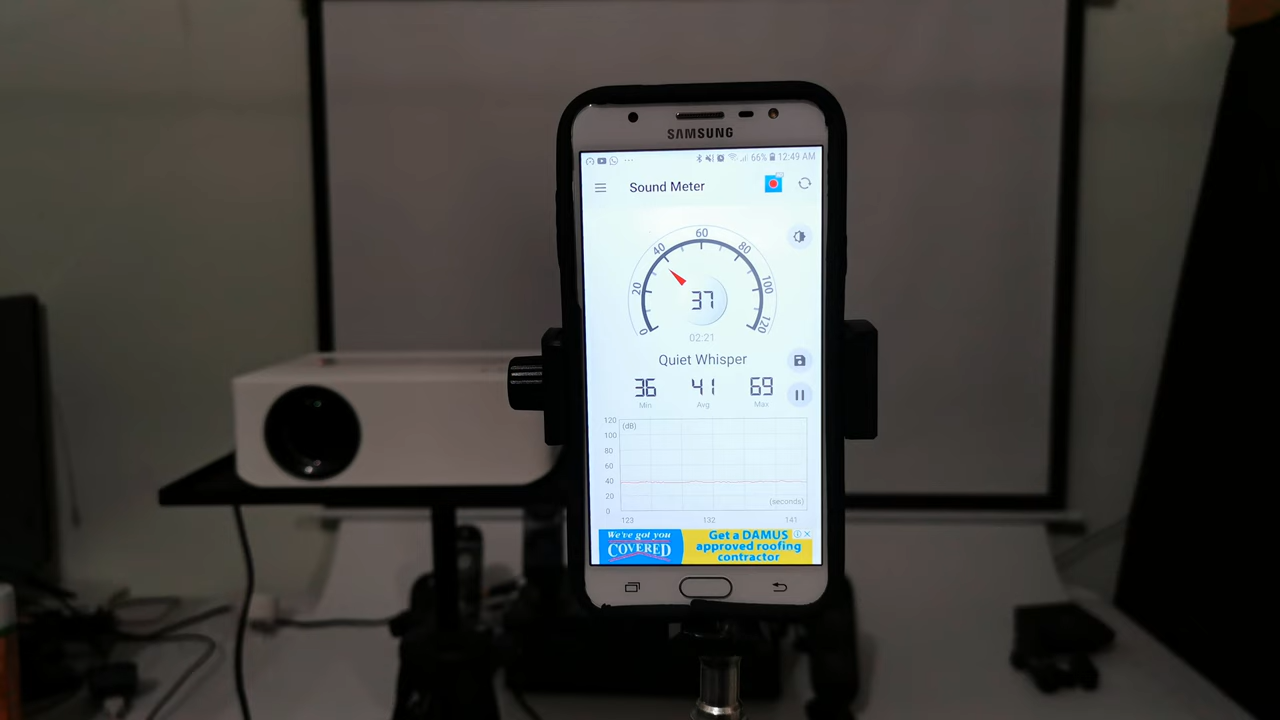 SAMSUNG
66% 12:49 AM
Sound Meter
0 20 40 60 80 100 120
37
02:21
Quiet Whisper
36 41 69
Min Avg Max
120 (dB)
100
80
60
40
20 (seconds)
0
123 132 141
We've got you
COVERED
Get a DAMUS
approved roofing
contractor